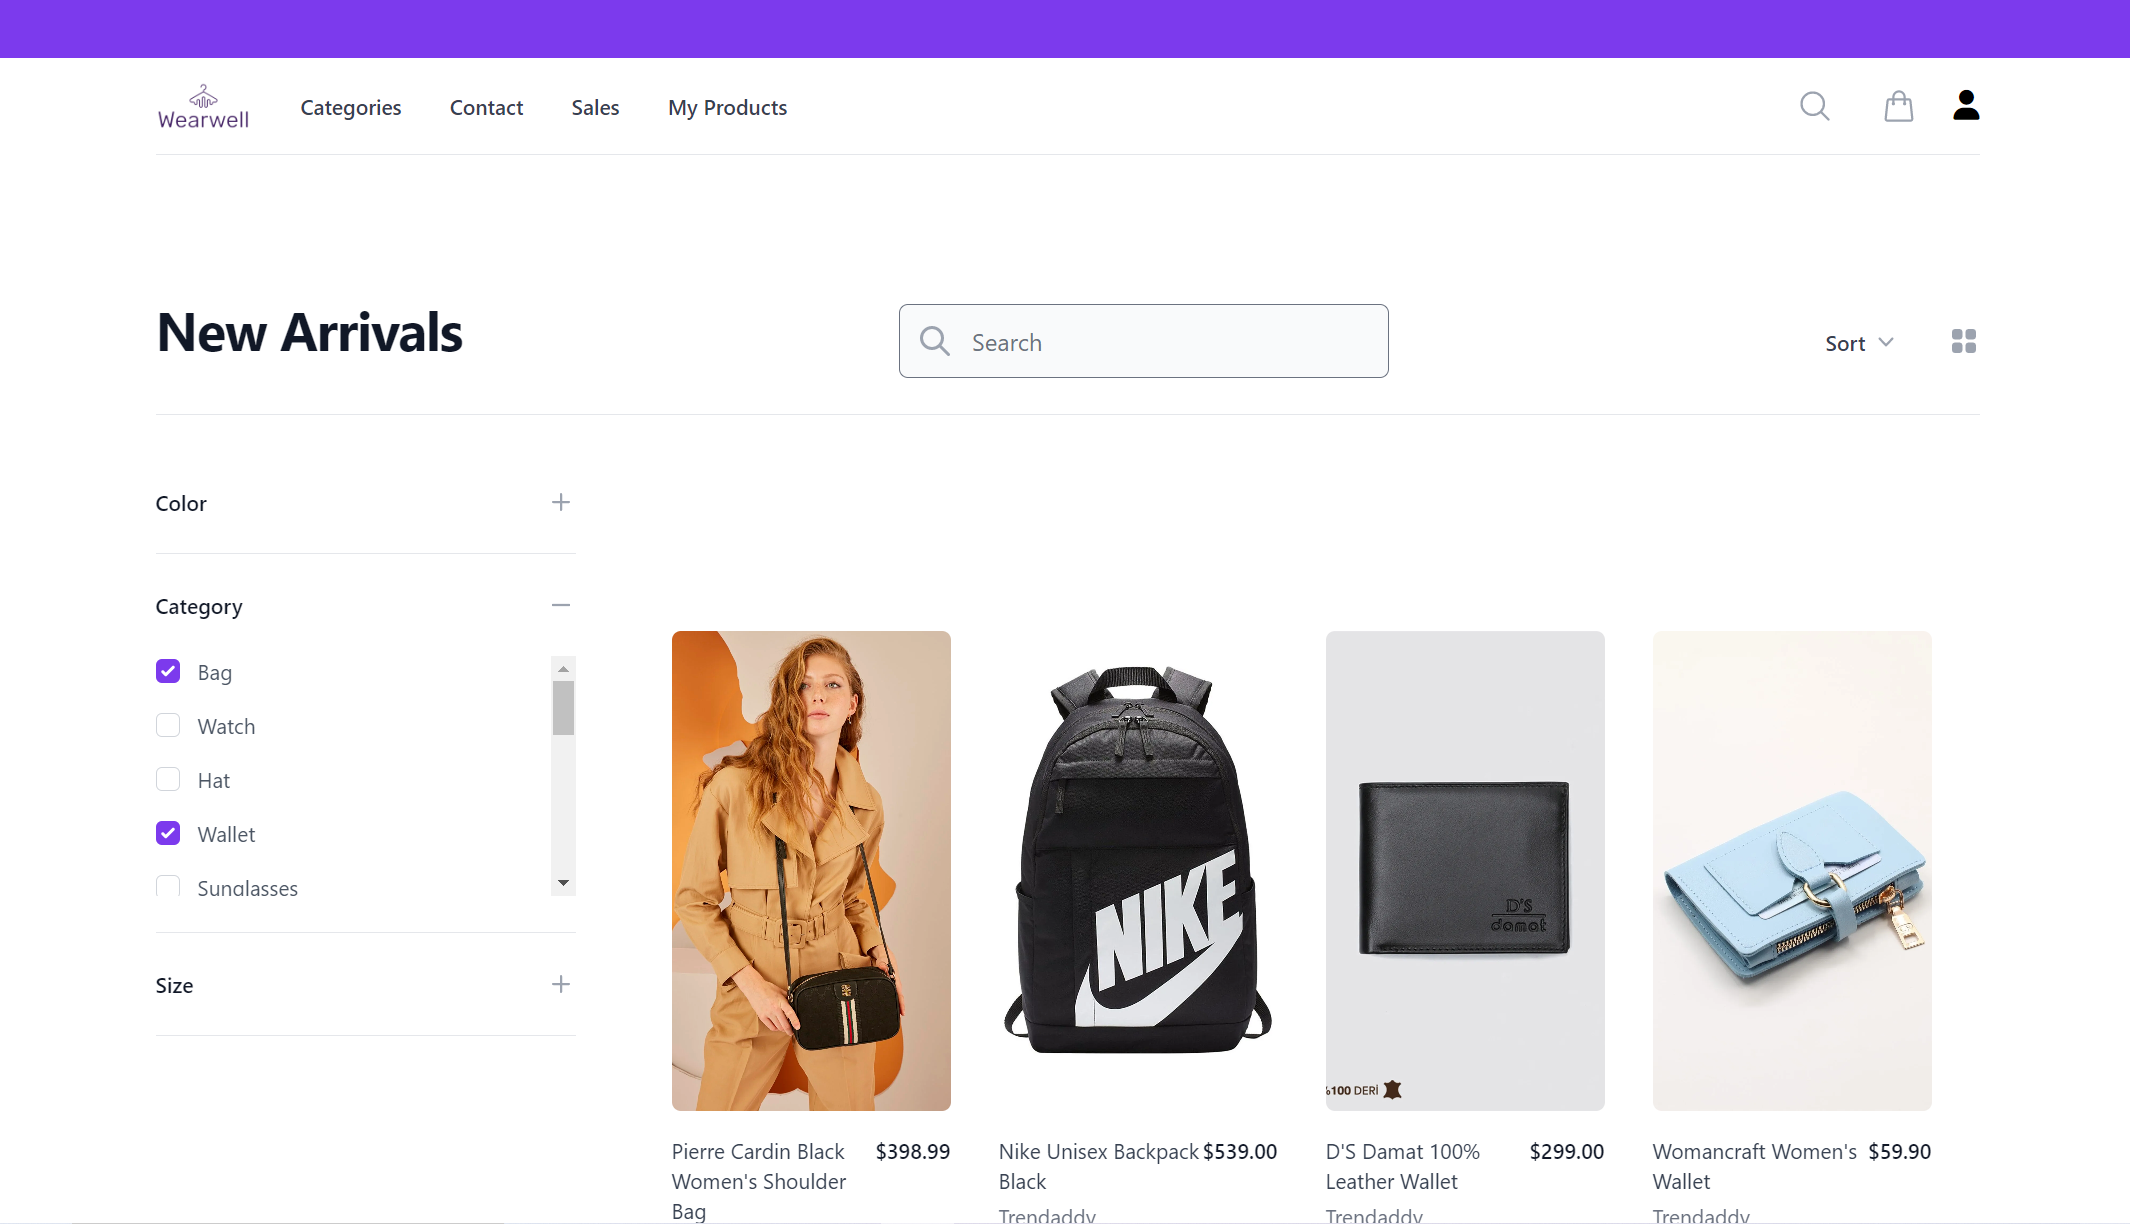 Wearwell
Categories
Contact
Sales
My Products
New Arrivals
Search
Sort
Color
Category
Bag
Watch
Hat
Wallet
Sunglasses
Size
NIKE
D'S
damat
%100 DERİ
Pierre Cardin Black
Women's Shoulder
Bag
$398.99
Nike Unisex Backpack
Black
$539.00
Trendaddy
D'S Damat 100%
Leather Wallet
$299.00
Trendaddy
Womancraft Women's
Wallet
$59.90
Trendaddy